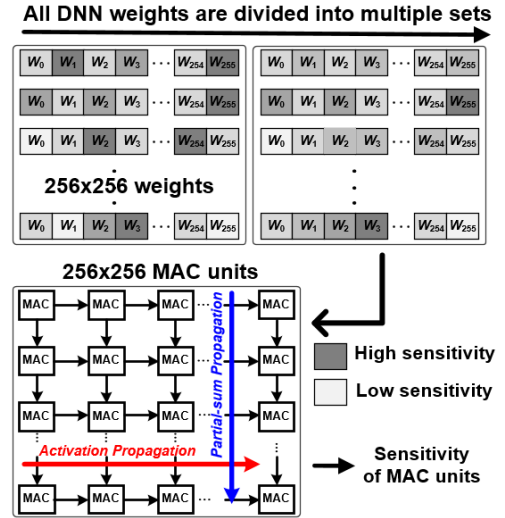 All DNN weights are divided into multiple sets
W0 W1 W2 W3 ... W254 W255
W0 W1 W2 W3 ... W254 W255
W0 W1 W2 W3 ... W254 W255
256x256 weights
W0 W1 W2 W3 ... W254 W255
W0 W1 W2 W3 ... W254 W255
W0 W1 W2 W3 ... W254 W255
W0 W1 W2 W3 ... W254 W255
W0 W1 W2 W3 ... W254 W255
256x256 MAC units
MAC MAC MAC ... MAC
MAC MAC MAC MAC
MAC MAC MAC ... MAC
Activation Propagation
MAC MAC MAC ... MAC
Partial-sum Propagation
High sensitivity
Low sensitivity
Sensitivity
of MAC units